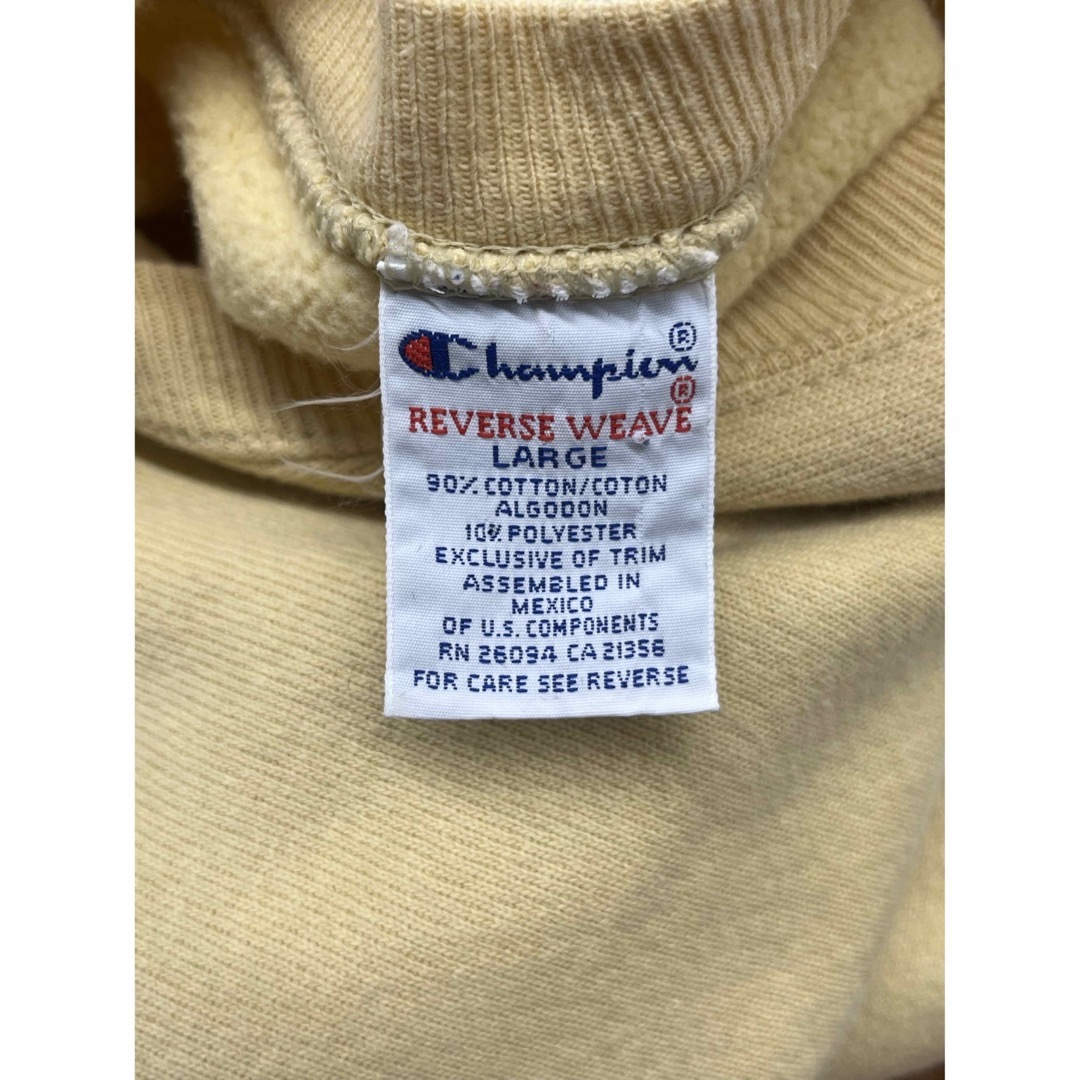 Champion®
REVERSE WEAVE®
LARGE
90% COTTON/COTON
ALGODON
10% POLYESTER
EXCLUSIVE OF TRIM
ASSEMBLED IN
MEXICO
OF U.S. COMPONENTS
RN 26094 CA 21356
FOR CARE SEE REVERSE